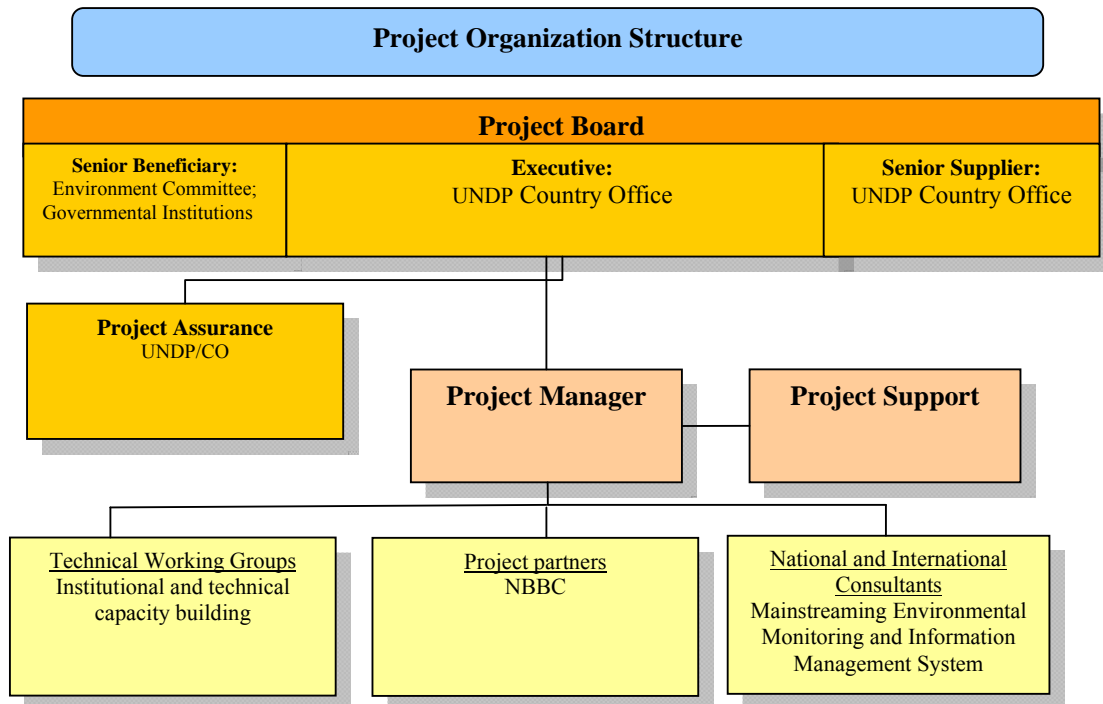 Project Organization Structure
Project Board
Senior Beneficiary:
Environment Committee;
Governmental Institutions
Executive:
UNDP Country Office
Senior Supplier:
UNDP Country Office
Project Assurance
UNDP/CO
Project Manager
Project Support
Technical Working Groups
Institutional and technical
capacity building
Project partners
NBBC
National and International
Consultants
Mainstreaming Environmental
Monitoring and Information
Management System